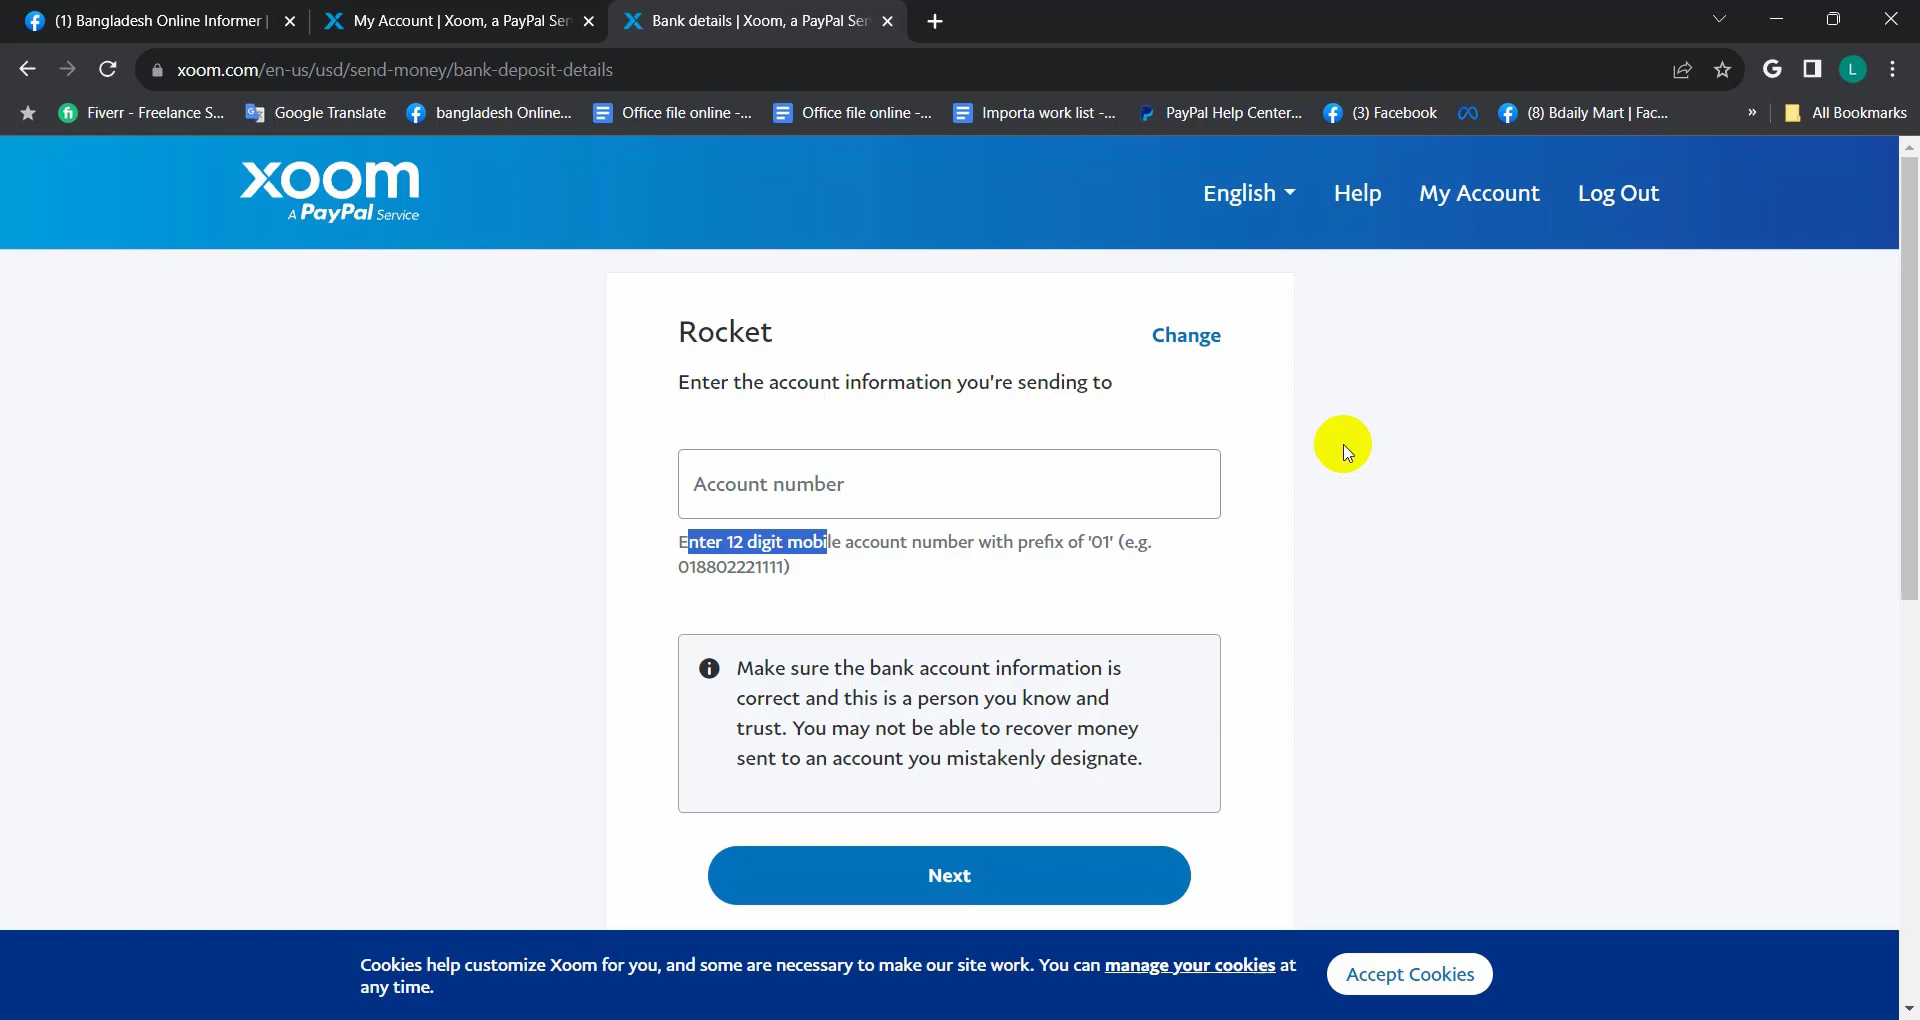 (1) Bangladesh Online Informer |
My Account | Xoom, a PayPal Ser
Bank details | Xoom, a PayPal Ser
xoom.com/en-us/usd/send-money/bank-deposit-details
L
Fiverr - Freelance S...
Google Translate
bangladesh Online...
Office file online -...
Office file online -...
Importa work list -...
PayPal Help Center...
(3) Facebook
(8) Bdaily Mart | Fac...
»
All Bookmarks
xoom
A PayPal Service
English
Help
My Account
Log Out
Rocket
Change
Enter the account information you're sending to
Account number
Enter 12 digit mobile account number with prefix of '01' (e.g.
018802221111)
Make sure the bank account information is
correct and this is a person you know and
trust. You may not be able to recover money
sent to an account you mistakenly designate.
Next
Cookies help customize Xoom for you, and some are necessary to make our site work. You can manage your cookies at
any time.
Accept Cookies